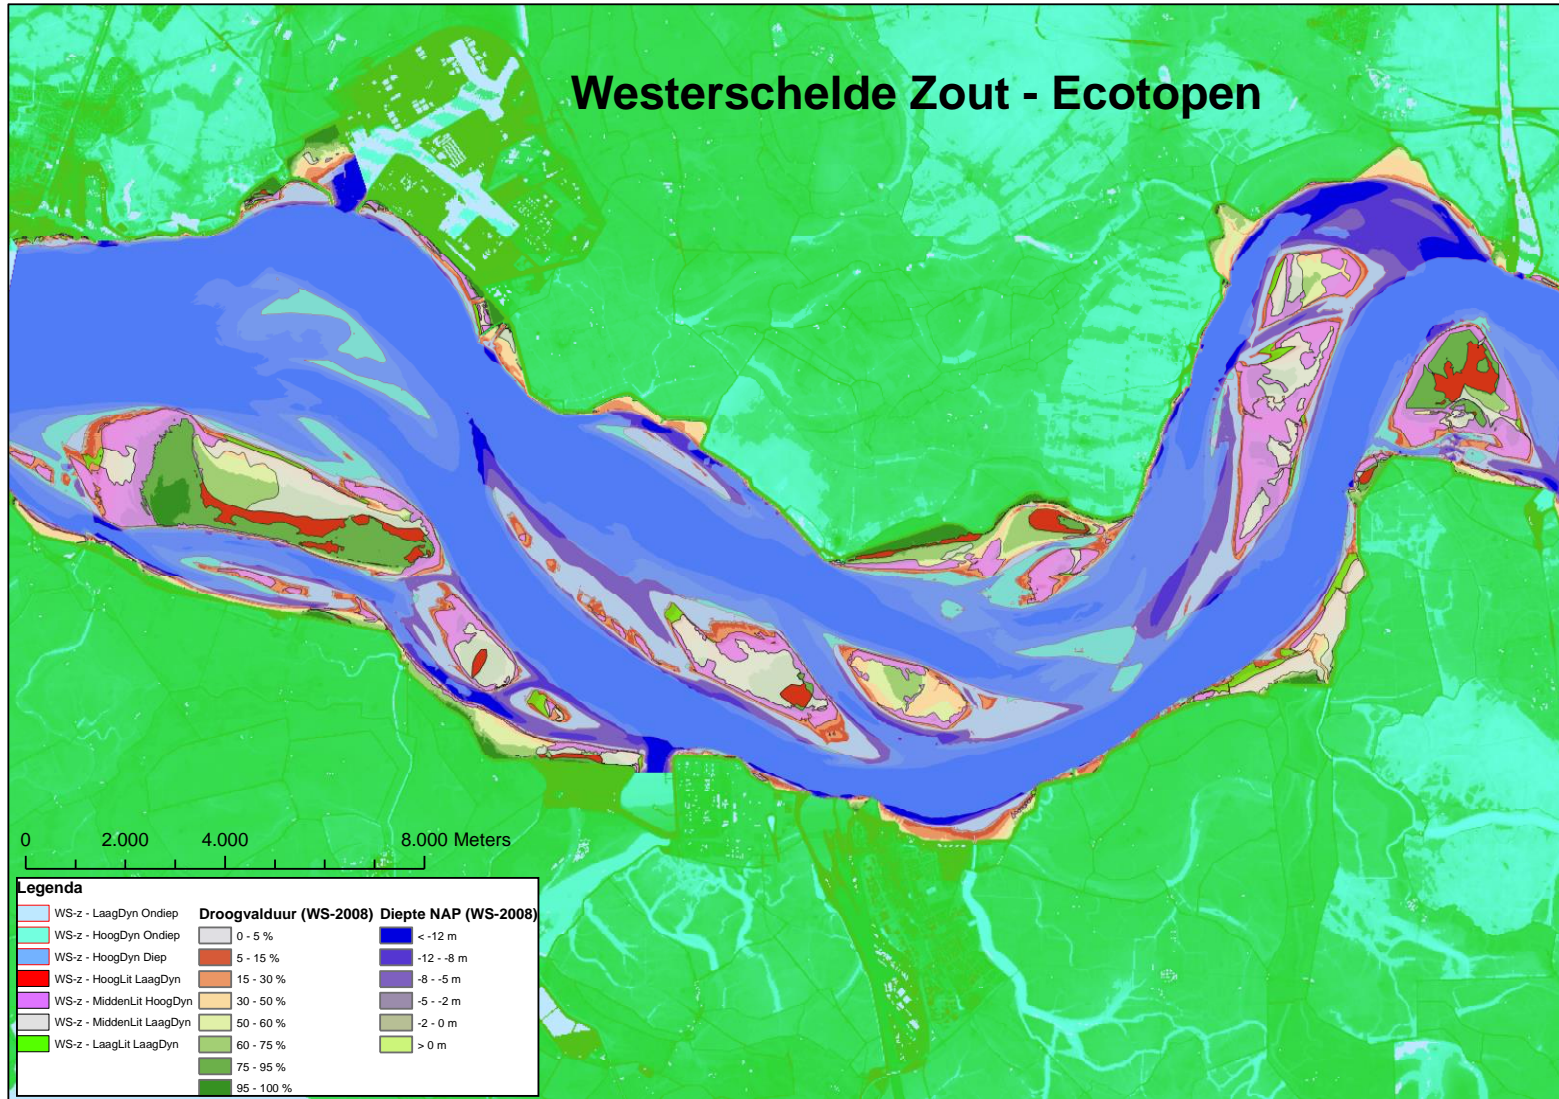 Westerschelde Zout - Ecotopen
0 2.000 4.000 8.000 Meters
Legenda
WS-z - LaagDyn Ondiep
WS-z - HoogDyn Ondiep
WS-z - HoogDyn Diep
WS-z - HoogLit LaagDyn
WS-z - MiddenLit HoogDyn
WS-z - MiddenLit LaagDyn
WS-z - LaagLit LaagDyn
Droogvalduur (WS-2008)
0 - 5 %
5 - 15 %
15 - 30 %
30 - 50 %
50 - 60 %
60 - 75 %
75 - 95 %
95 - 100 %
Diepte NAP (WS-2008)
< -12 m
-12 - -8 m
-8 - -5 m
-5 - -2 m
-2 - 0 m
> 0 m